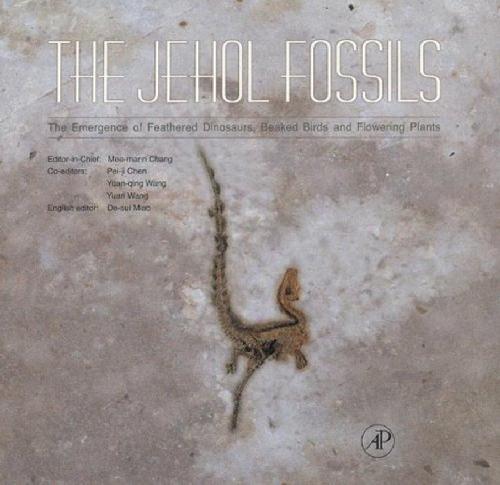 THE JEHOL FOSSILS
The Emergence of Feathered Dinosaurs, Beaked Birds and Flowering Plants
Editor-in-Chief: Mee-mann Chang
Co-editors: Pei-ji Chen
Yuan-qing Wang
Yuan Wang
English editor: De-sui Miao
AP